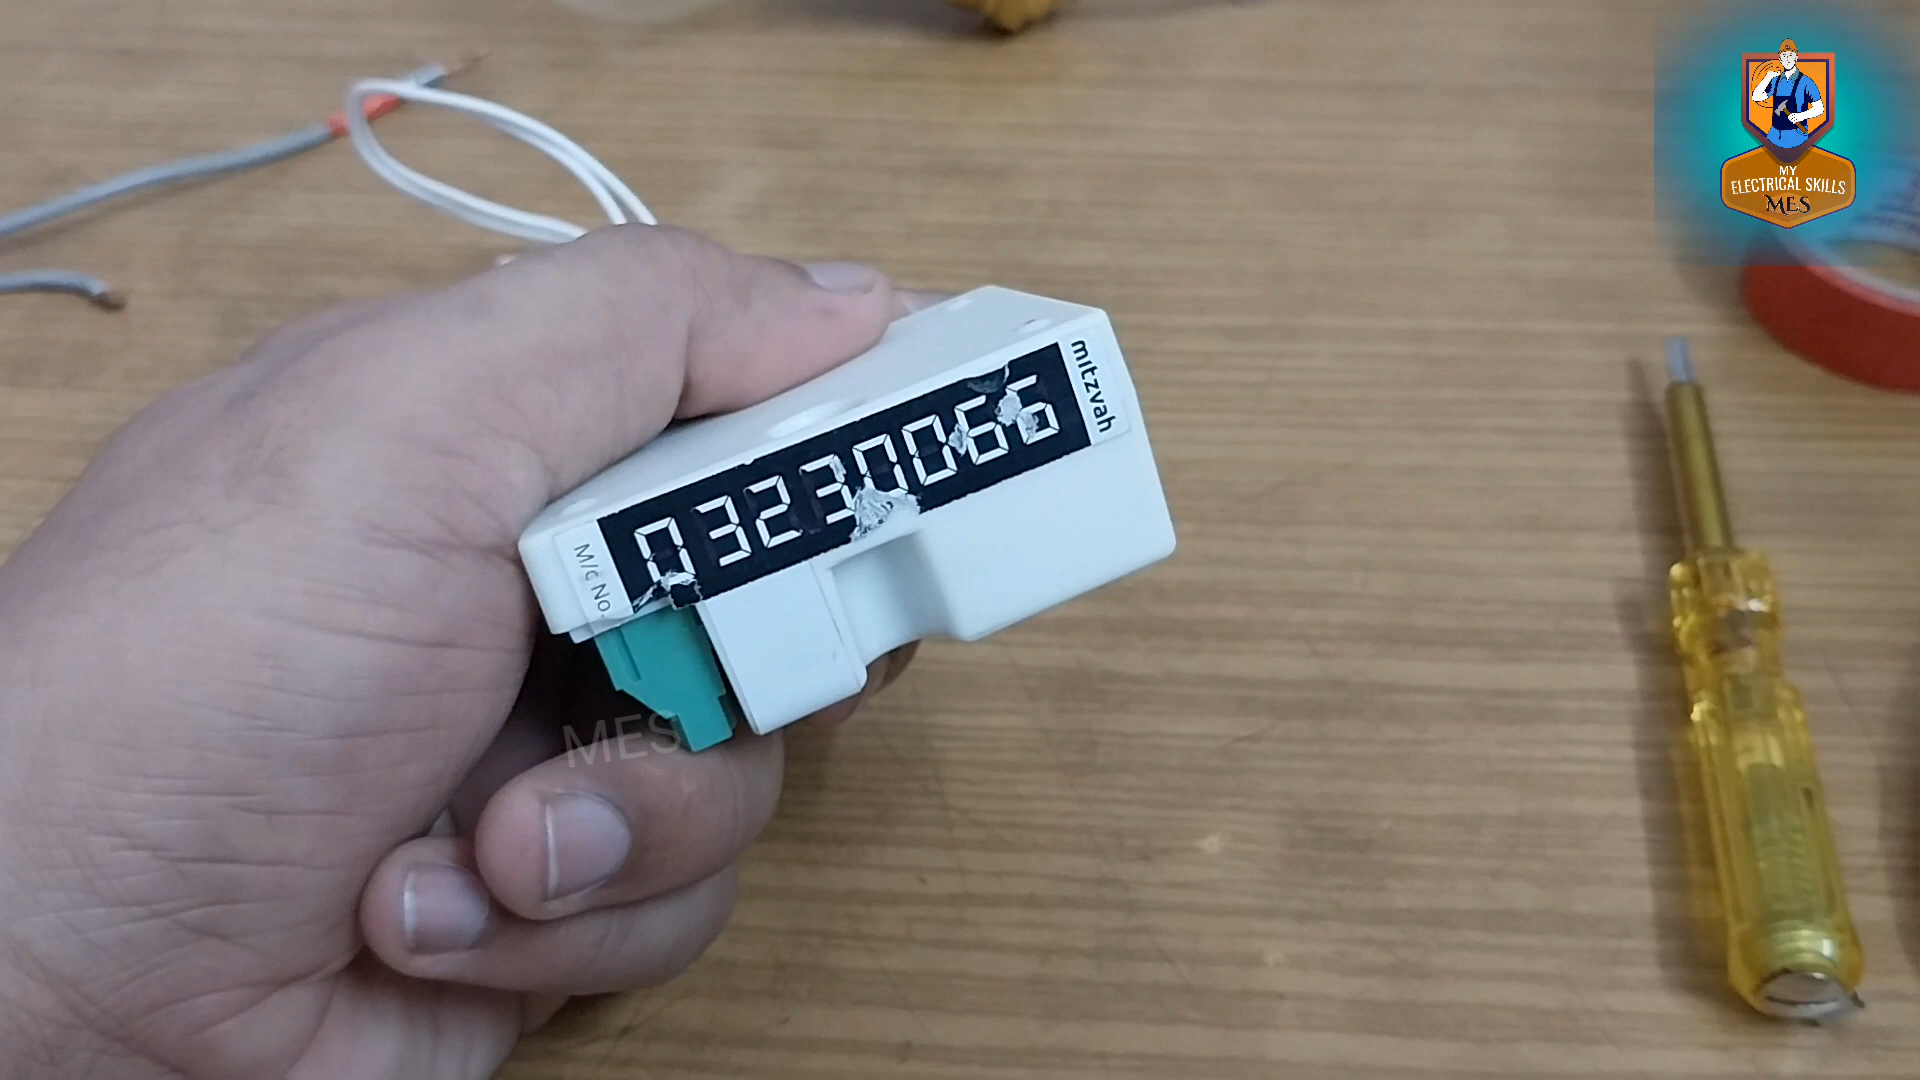 MY
ELECTRICAL SKILLS
MES
M/C No.
03230066
mitzvah
MES